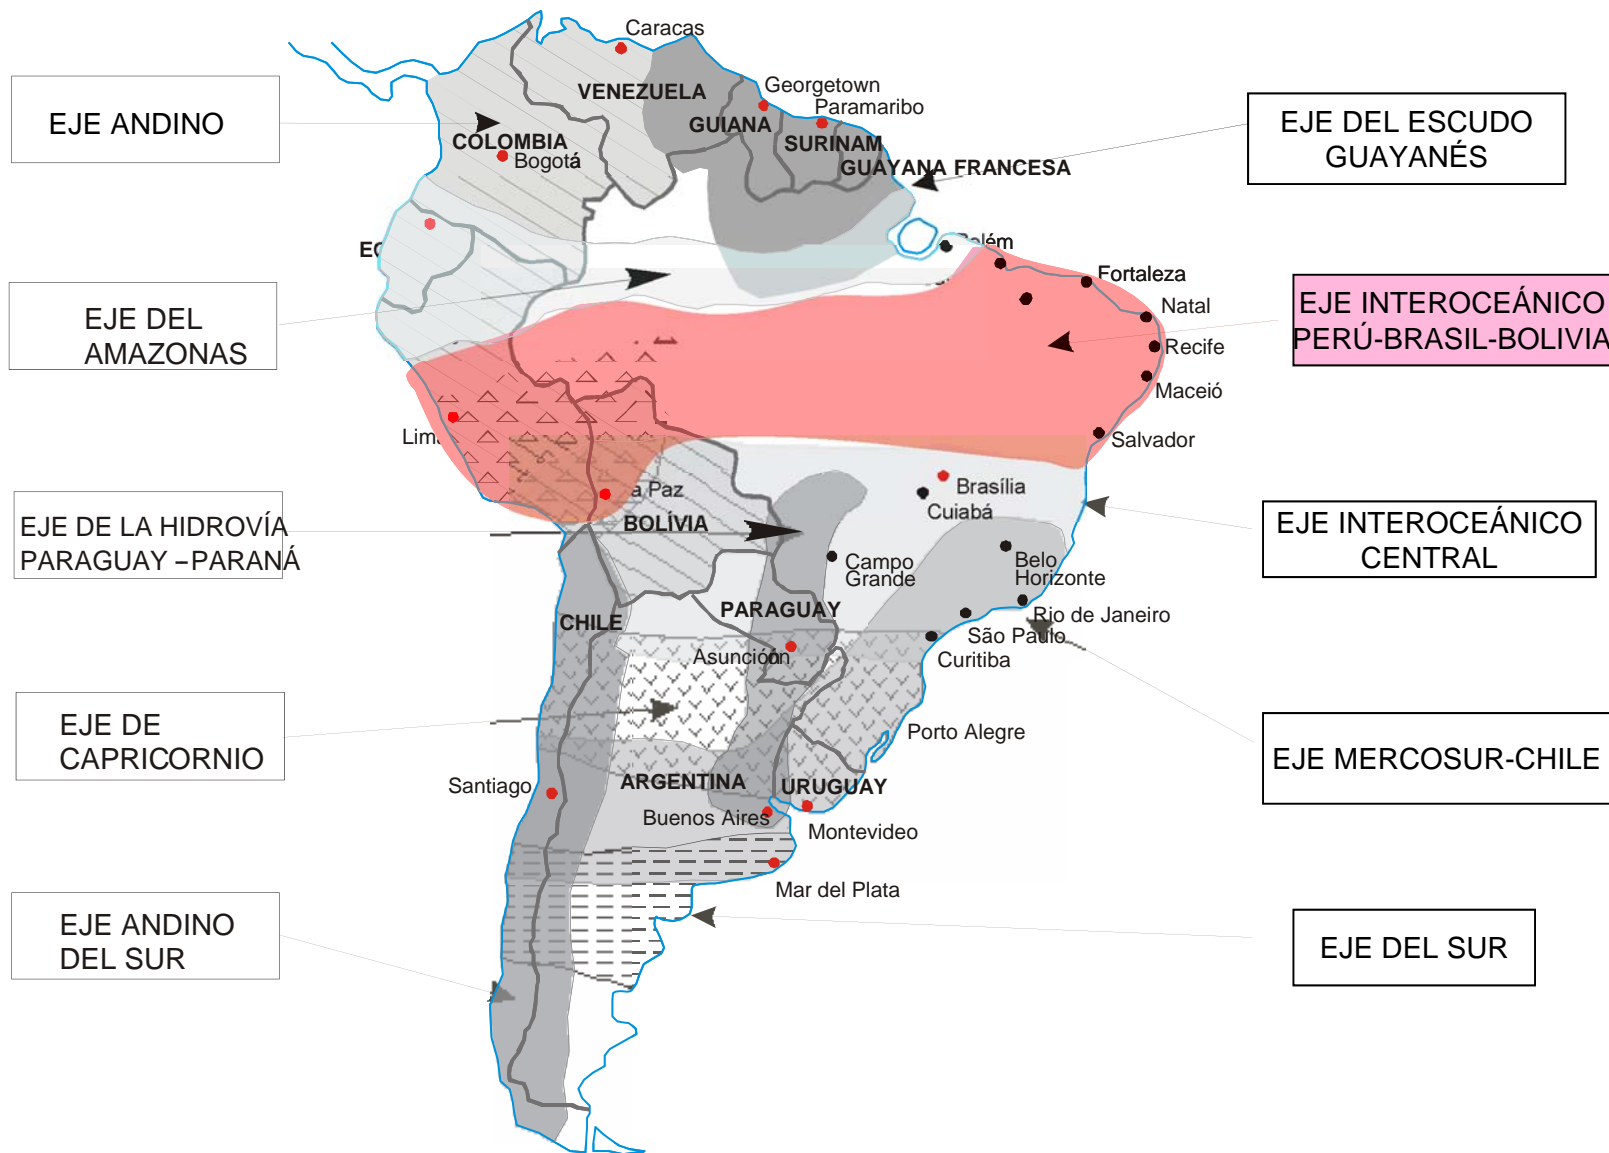 Caracas
EJE ANDINO
VENEZUELA
Georgetown
Paramaribo
GUIANA
COLOMBIA
Bogotá
SURINAM
GUAYANA FRANCESA
EJE DEL ESCUDO
GUAYANÉS
Fortaleza
Natal
EJE INTEROCEÁNICO
PERÚ-BRASIL-BOLIVIA
EJE DEL
AMAZONAS
Recife
Maceió
Salvador
Brasília
Cuiabá
BOLÍVIA
EJE DE LA HIDROVÍA
PARAGUAY –PARANÁ
EJE INTEROCEÁNICO
CENTRAL
Campo
Grande
Belo
Horizonte
PARAGUAY
CHILE
Rio de Janeiro
São Paulo
Curitiba
Asunción
EJE DE
CAPRICORNIO
Porto Alegre
EJE MERCOSUR-CHILE
Santiago
ARGENTINA
URUGUAY
Buenos Aires
Montevideo
Mar del Plata
EJE ANDINO
DEL SUR
EJE DEL SUR